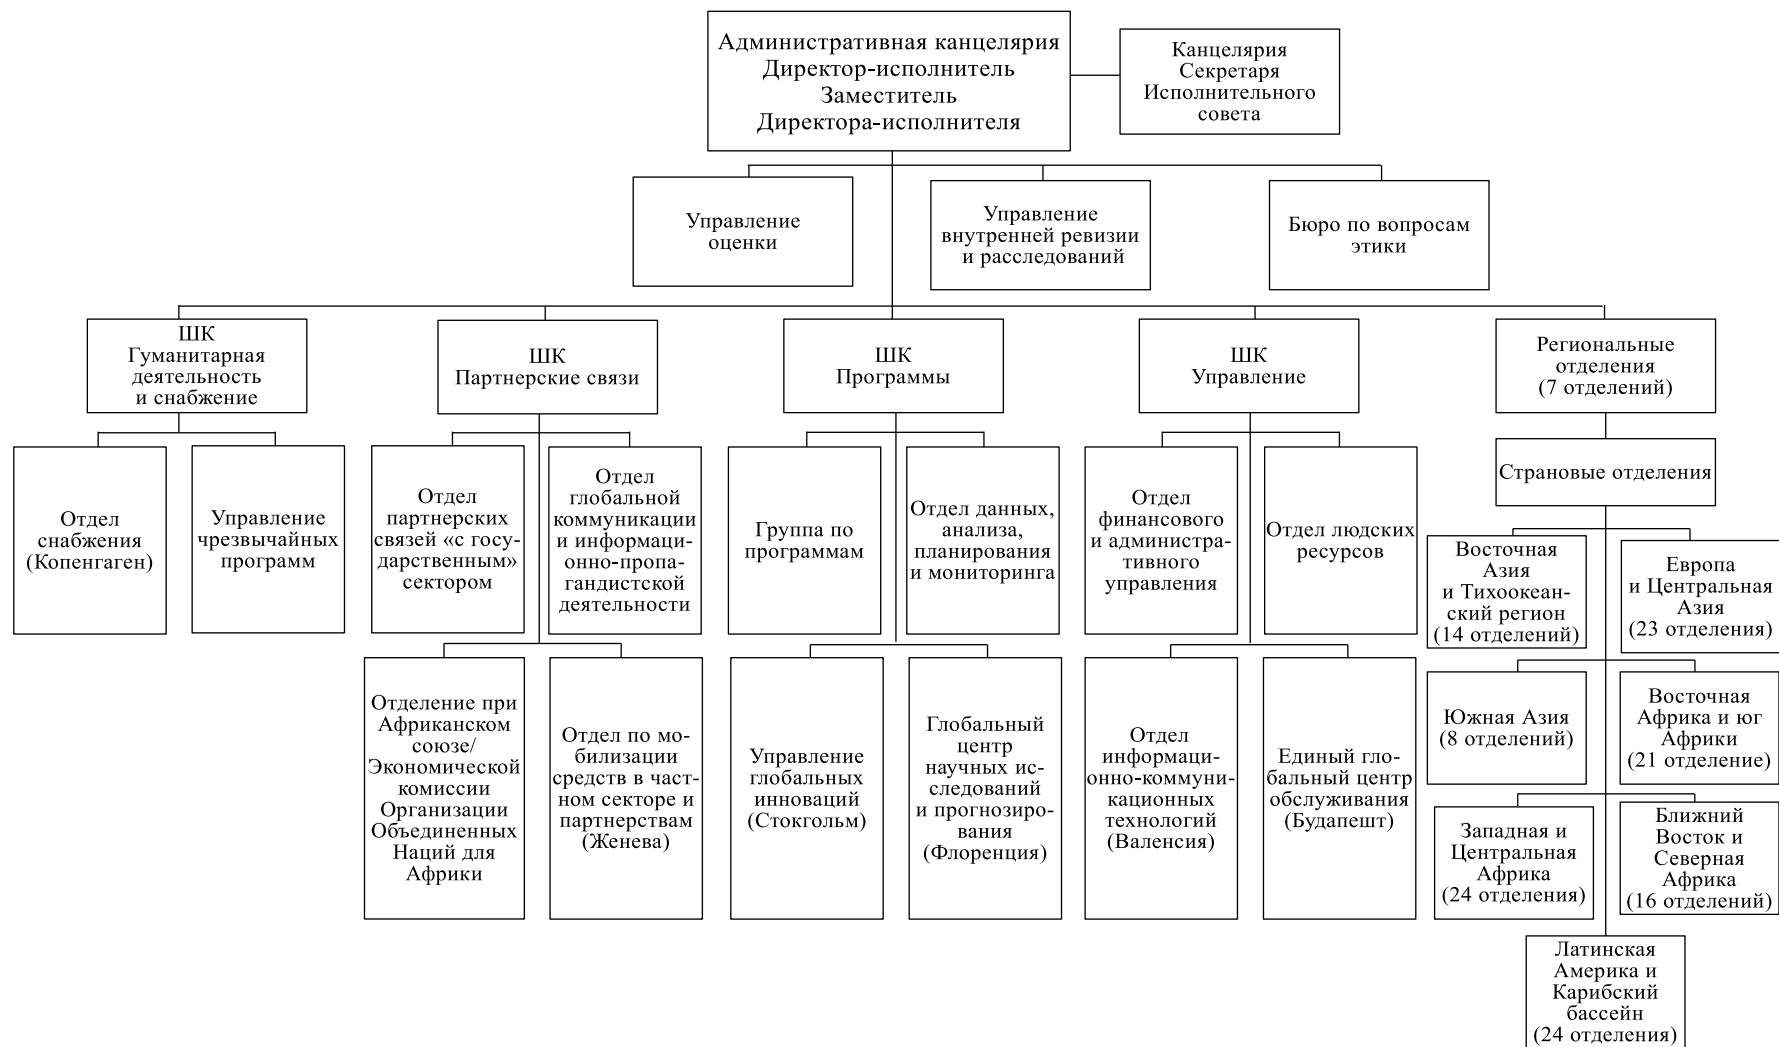 Административная канцелярия
Директор-исполнитель
Заместитель
Директора-исполнителя
Канцелярия
Секретаря
Исполнительного
совета
Управление
оценки
Управление
внутренней ревизии
и расследований
Бюро по вопросам
этики
ШК
Гуманитарная
деятельность
и снабжение
ШК
Партнерские связи
ШК
Программы
ШК
Управление
Региональные
отделения
(7 отделений)
Отдел
снабжения
(Копенгаген)
Управление
чрезвычайных
программ
Отдел
партнерских
связей «с госу-
дарственным»
сектором
Отдел
глобальной
коммуникации
и информаци-
онно-пропа-
гандистской
деятельности
Группа по
программам
Отдел данных,
анализа,
планирования
и мониторинга
Отдел
финансового
и административного
тивного
управления
Отдел людских
ресурсов
Страновые отделения
Восточная
Азия
и Тихоокеан-
ский регион
(14 отделений)
Европа
и Центральная
Азия
(23 отделения)
Отделение при
Африканском
союзе/
Экономической
комиссии
Организации
Объединенных
Наций для
Африки
Отдел по мо-
билизации
средств в част-
ном секторе и
партнерствам
(Женева)
Управление
глобальных
инноваций
(Стокгольм)
Глобальный
центр
научных ис-
следований
и прогнозиро-
вания
(Флоренция)
Отдел
информаци-
онно-коммуни-
кационных
технологий
(Валенсия)
Единый гло-
бальный центр
обслуживания
(Будапешт)
Южная Азия
(8 отделений)
Восточная
Африка и юг
Африки
(21 отделение)
Западная и
Центральная
Африка
(24 отделения)
Ближний
Восток и
Северная
Африка
(16 отделений)
Латинская
Америка и
Карибский
бассейн
(24 отделения)